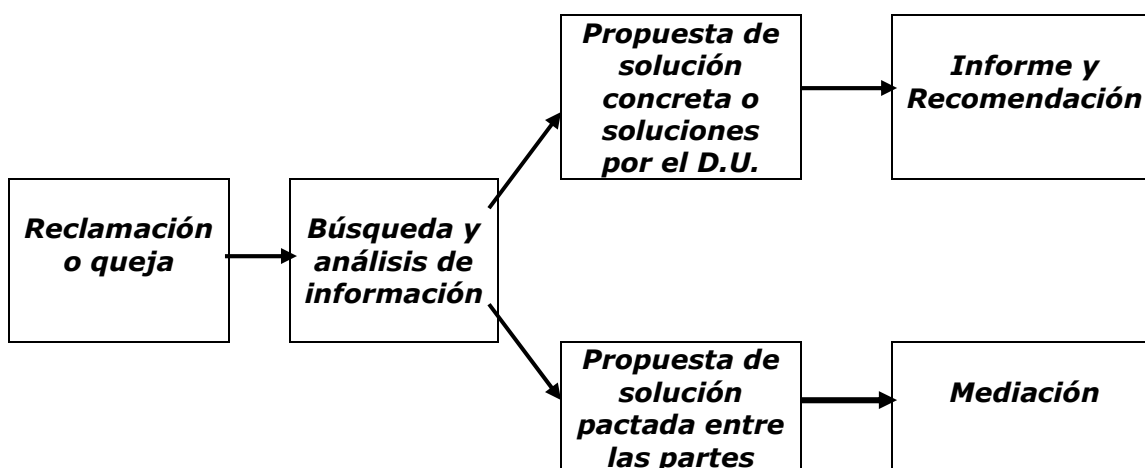 Reclamación
o queja
Búsqueda y
análisis de
información
Propuesta de
solución
concreta o
soluciones
por el D.U.
Informe y
Recomendación
Propuesta de
solución
pactada entre
las partes
Mediación